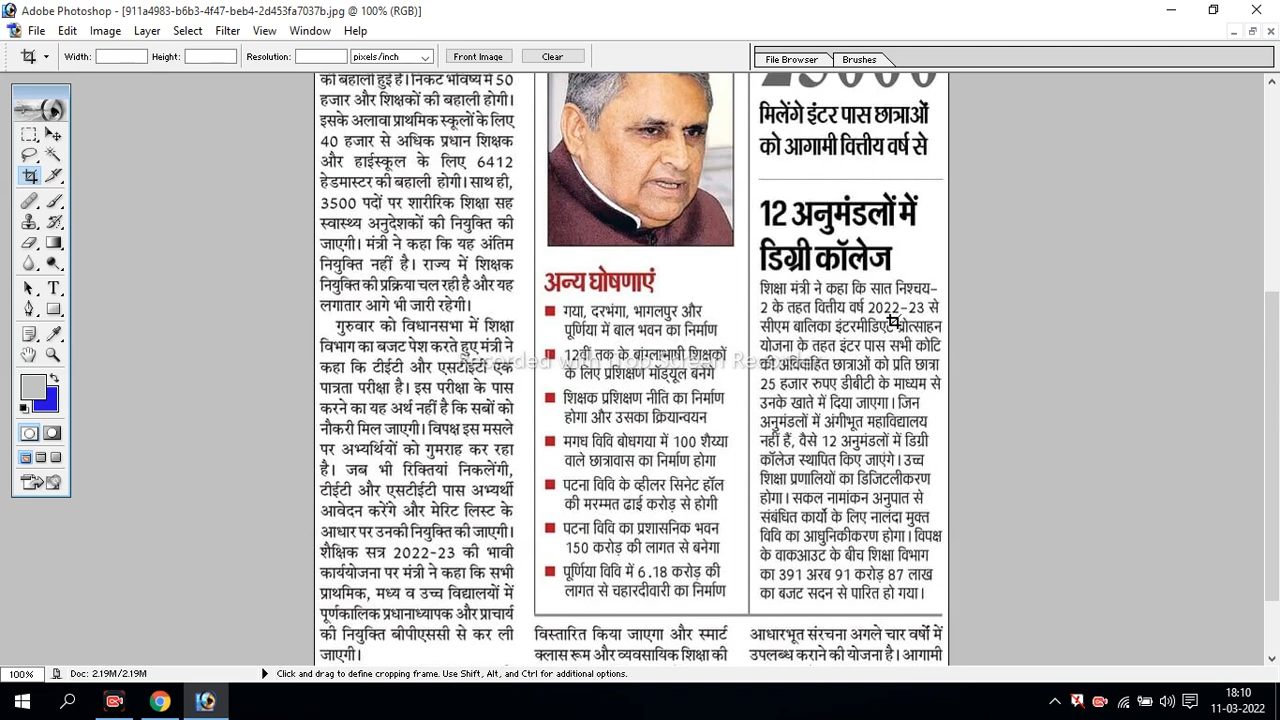 Adobe Photoshop - [911a4983-b6b3-4f47-beb4-2d453fa7037b.jpg @ 100% (RGB)]
File Edit Image Layer Select Filter View Window Help
Width: Height: Resolution: pixels/inch Front Image Clear File Browser Brushes
की बहाली हुई है। निकट भविष्य में 50
हजार और शिक्षकों की बहाली होगी।
इसके अलावा प्राथमिक स्कूलों के लिए
40 हजार से अधिक प्रधान शिक्षक
और हाईस्कूल के लिए 6412
हेडमास्टर की बहाली होगी। साथ ही,
3500 पदों पर शारीरिक शिक्षा सह
स्वास्थ्य अनुदेशकों की नियुक्ति की
जाएगी। मंत्री ने कहा कि यह अंतिम
नियुक्ति नहीं है। राज्य में शिक्षक
नियुक्ति की प्रक्रिया चल रही है और यह
लगातार आगे भी जारी रहेगी।
गुरुवार को विधानसभा में शिक्षा
विभाग का बजट पेश करते हुए मंत्री ने
कहा कि टीईटी और एसटीईटी एक
पात्रता परीक्षा है। इस परीक्षा के पास
करने का यह अर्थ नहीं है कि सबों को
नौकरी मिल जाएगी। विपक्ष इस मसले
पर अभ्यर्थियों को गुमराह कर रहा
है। जब भी रिक्तियां निकलेंगी,
टीईटी और एसटीईटी पास अभ्यर्थी
आवेदन करेंगे और मेरिट लिस्ट के
आधार पर उनकी नियुक्ति की जाएगी।
शैक्षिक सत्र 2022-23 की भावी
कार्ययोजना पर मंत्री ने कहा कि सभी
प्राथमिक, मध्य व उच्च विद्यालयों में
पूर्णकालिक प्रधानाध्यापक और प्राचार्य
की नियुक्ति बीपीएससी से कर ली
जाएगी।
अन्य घोषणाएं
गया, दरभंगा, भागलपुर और
पूर्णिया में बाल भवन का निर्माण
12वीं तक के बांग्लाभाषी शिक्षकों
के लिए प्रशिक्षण मॉड्यूल बनेंगे
शिक्षक प्रशिक्षण नीति का निर्माण
होगा और उसका क्रियान्वयन
मगध विवि बोधगया में 100 शैय्या
वाले छात्रावास का निर्माण होगा
पटना विवि के व्हीलर सिनेट हॉल
की मरम्मत ढाई करोड़ से होगी
पटना विवि का प्रशासनिक भवन
150 करोड़ की लागत से बनेगा
पूर्णिया विवि में 6.18 करोड़ की
लागत से चहारदीवारी का निर्माण
विस्तारित किया जाएगा और स्मार्ट
क्लास रूम और व्यवसायिक शिक्षा की
मिलेंगे इंटर पास छात्राओं
को आगामी वित्तीय वर्ष से
12 अनुमंडलों में
डिग्री कॉलेज
शिक्षा मंत्री ने कहा कि सात निश्चय-
2 के तहत वित्तीय वर्ष 2022-23 से
सीएम बालिका इंटरमीडिएट प्रोत्साहन
योजना के तहत इंटर पास सभी कोटि
की अविवाहित छात्राओं को प्रति छात्रा
25 हजार रुपए डीबीटी के माध्यम से
उनके खाते में दिया जाएगा। जिन
अनुमंडलों में अंगीभूत महाविद्यालय
नहीं हैं, वैसे 12 अनुमंडलों में डिग्री
कॉलेज स्थापित किए जाएंगे। उच्च
शिक्षा प्रणालियों का डिजिटलीकरण
होगा। सकल नामांकन अनुपात से
संबंधित कार्यो के लिए नालंदा मुक्त
विवि का आधुनिकीकरण होगा। विपक्ष
के वाकआउट के बीच शिक्षा विभाग
का 391 अरब 91 करोड़ 87 लाख
का बजट सदन से पारित हो गया।
आधारभूत संरचना अगले चार वर्षों में
उपलब्ध कराने की योजना है। आगामी
Recorded with iTop Screen Recorder
100% Doc: 2.19M/2.19M Click and drag to define cropping frame. Use Shift, Alt, and Ctrl for additional options.
18:10
11-03-2022